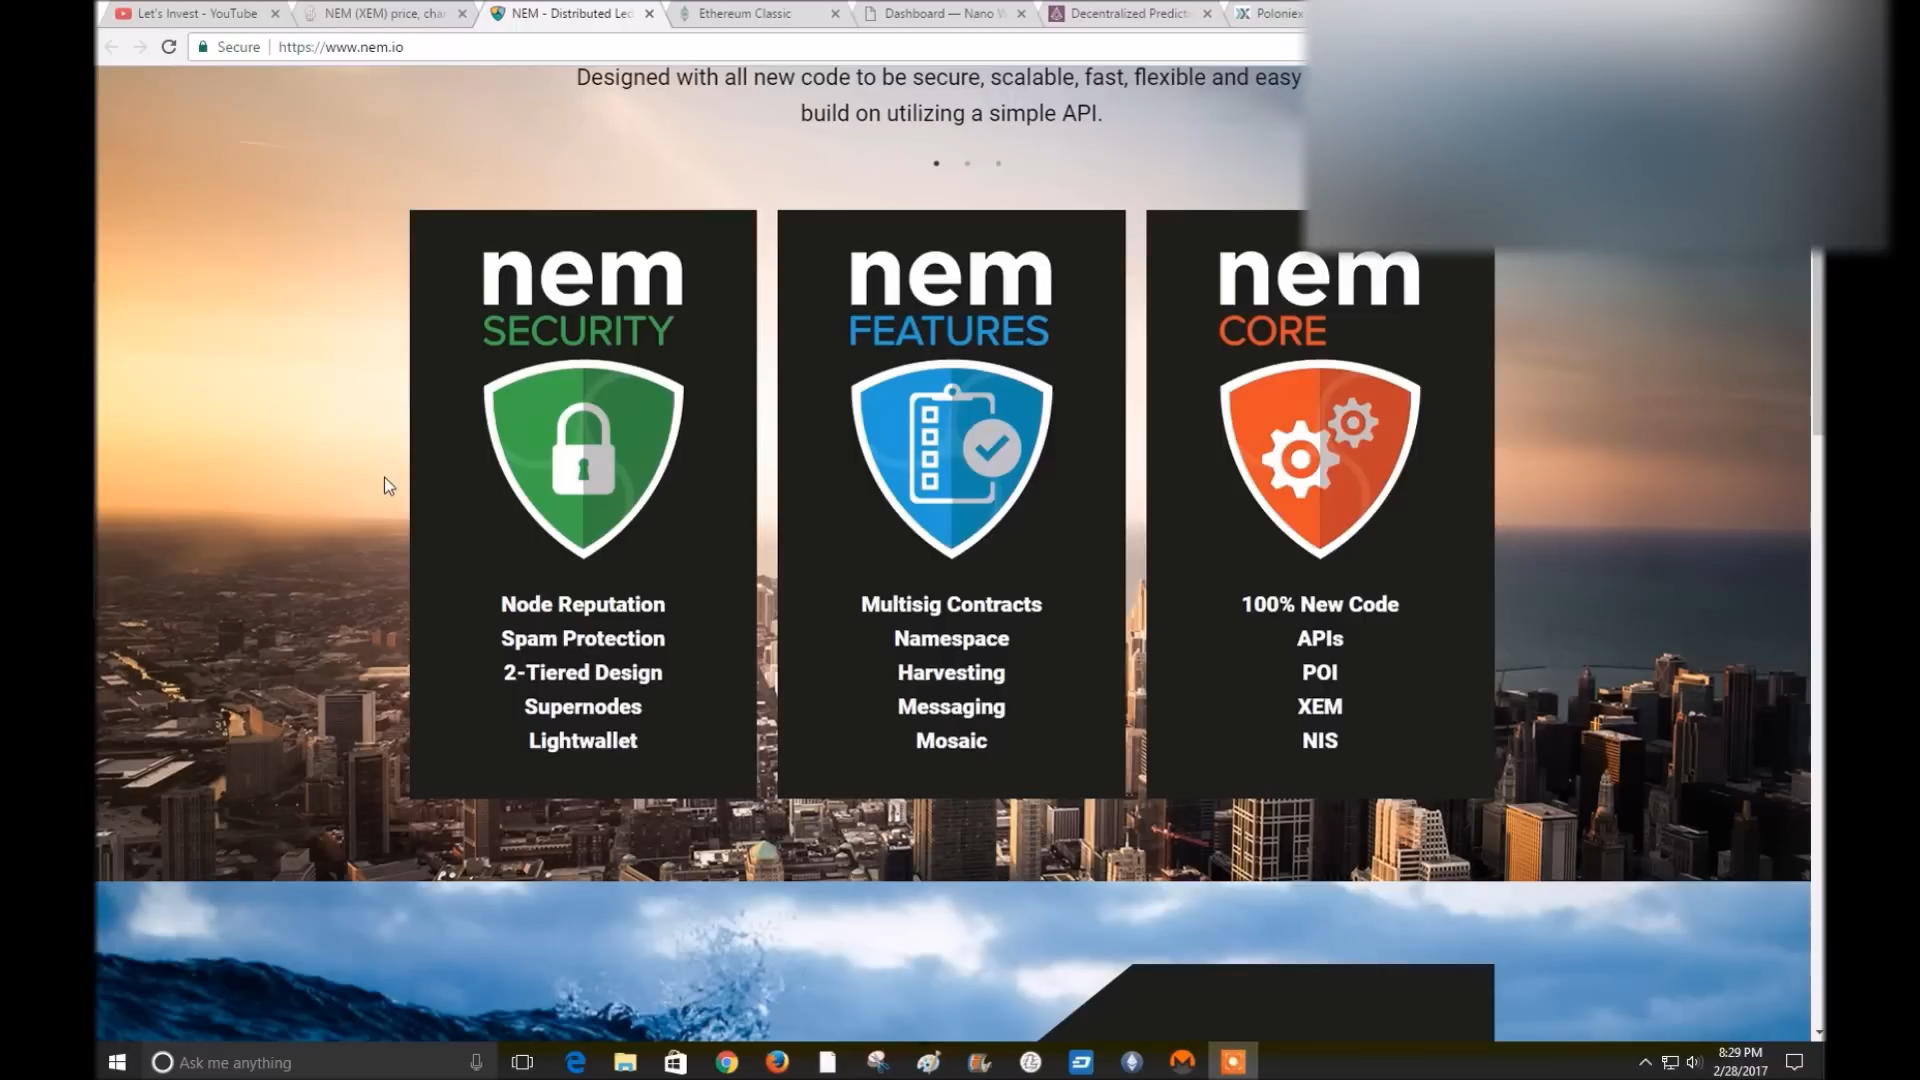 Let's Invest - YouTube
NEM (XEM) price, cha
NEM - Distributed Led
Ethereum Classic
Dashboard — Nano W
Decentralized Predict
Poloniex
Secure | https://www.nem.io
Designed with all new code to be secure, scalable, fast, flexible and easy
build on utilizing a simple API.
nem
SECURITY
Node Reputation
Spam Protection
2-Tiered Design
Supernodes
Lightwallet
nem
FEATURES
Multisig Contracts
Namespace
Harvesting
Messaging
Mosaic
nem
CORE
100% New Code
APIs
POI
XEM
NIS
Ask me anything
8:29 PM
2/28/2017